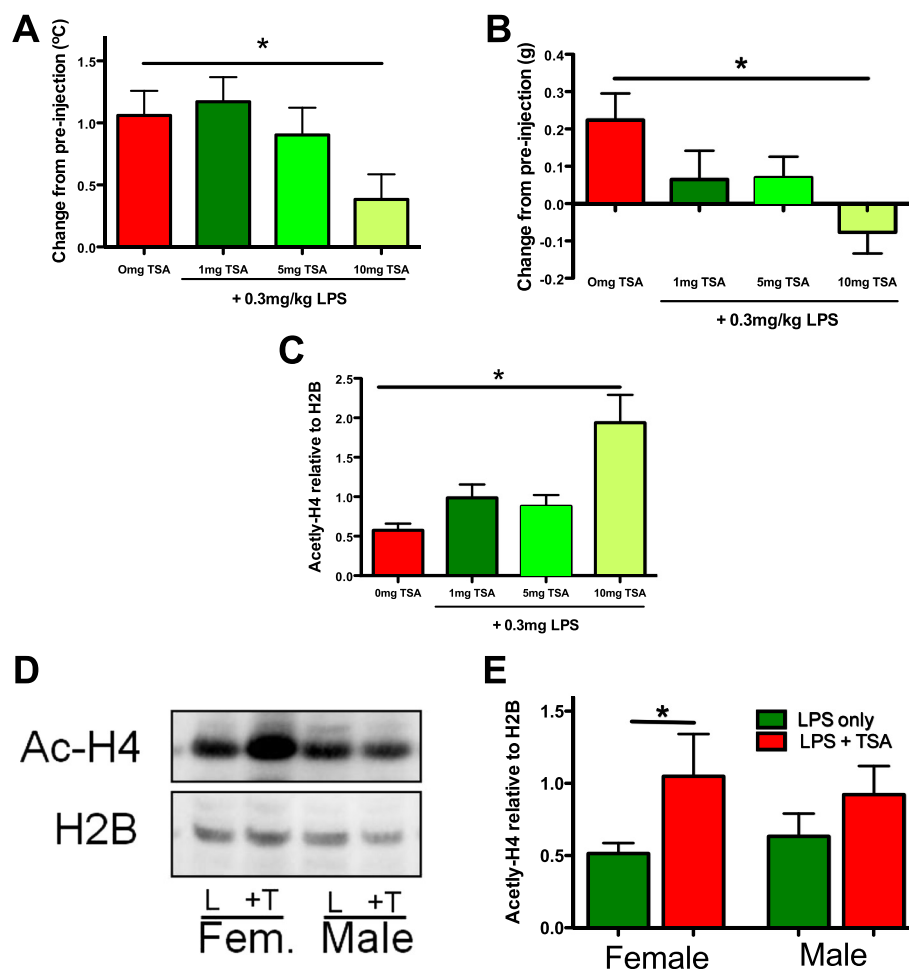 A
Change from pre-injection (ºC)
1.5
1.0
0.5
0.0
*
0mg TSA
1mg TSA
5mg TSA
10mg TSA
+ 0.3mg/kg LPS
B
Change from pre-injection (g)
0.4
0.3
0.2
0.1
0.0
-0.1
-0.2
*
0mg TSA
1mg TSA
5mg TSA
10mg TSA
+ 0.3mg/kg LPS
C
Acetly-H4 relative to H2B
2.5
2.0
1.5
1.0
0.5
0.0
*
0mg TSA
1mg TSA
5mg TSA
10mg TSA
+ 0.3mg LPS
D
Ac-H4
H2B
L +T L +T
Fem. Male
E
Acetly-H4 relative to H2B
1.5
1.0
0.5
0.0
*
LPS only
LPS + TSA
Female
Male